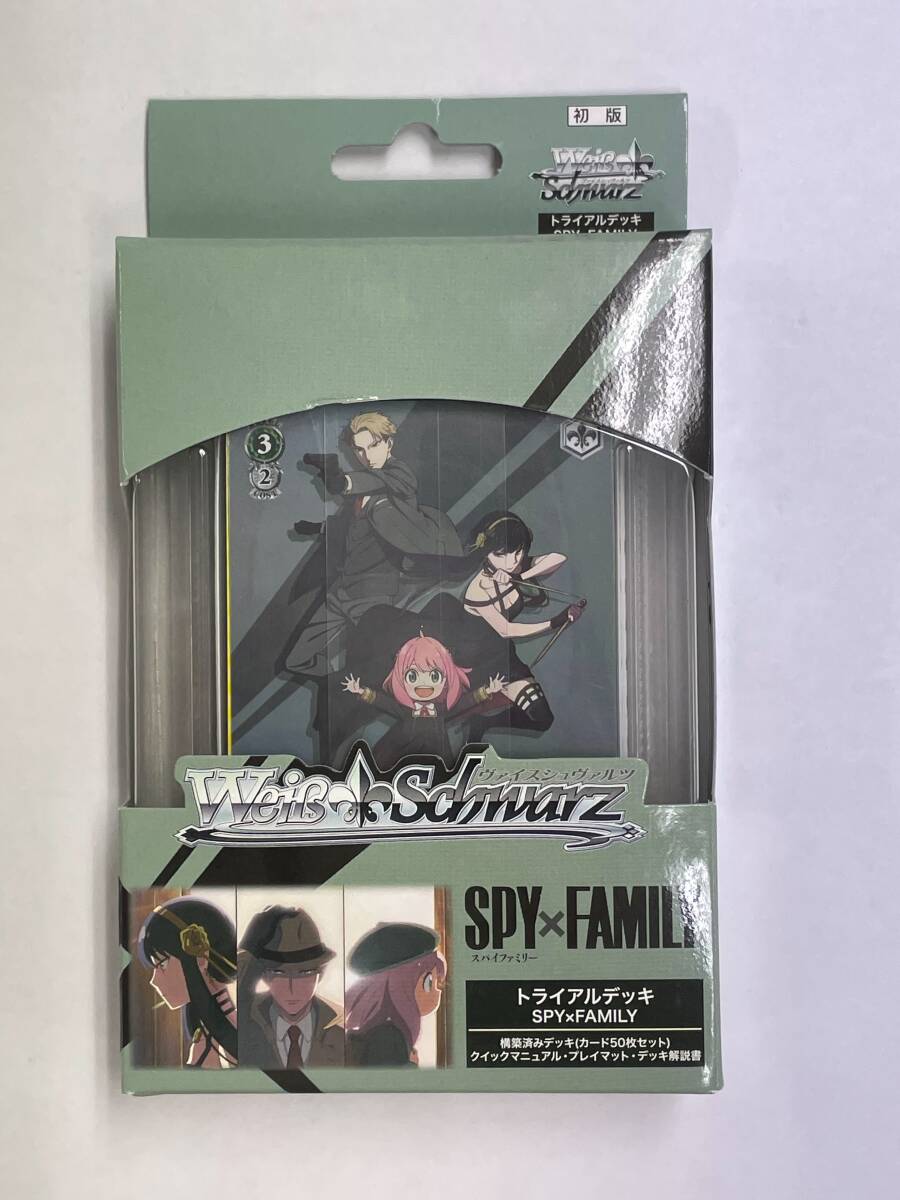 初版
Weiß Schwarz
トライアルデッキ
SPY×FAMILY
3
2
COST
ヴァイスシュヴァルツ
Weiß Schwarz
SPY×FAMILY
スパイファミリー
トライアルデッキ
SPY×FAMILY
構築済みデッキ(カード50枚セット)
クイックマニュアル・プレイマット・デッキ解説書